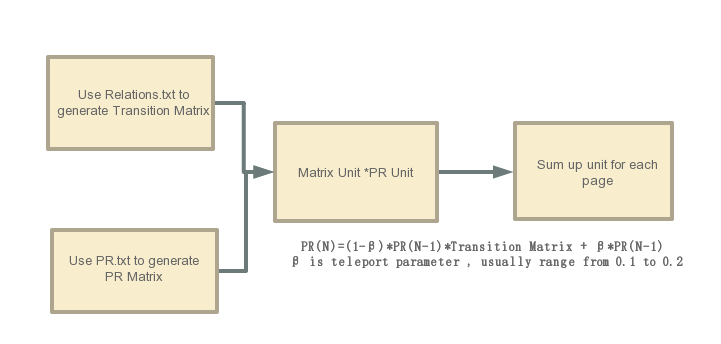 Use Relations.txt to
generate Transition Matrix
Matrix Unit *PR Unit
Sum up unit for each
page
Use PR.txt to generate
PR Matrix
PR(N)=(1-β)*PR(N-1)*Transition Matrix + β*PR(N-1)
β is teleport parameter , usually range from 0.1 to 0.2